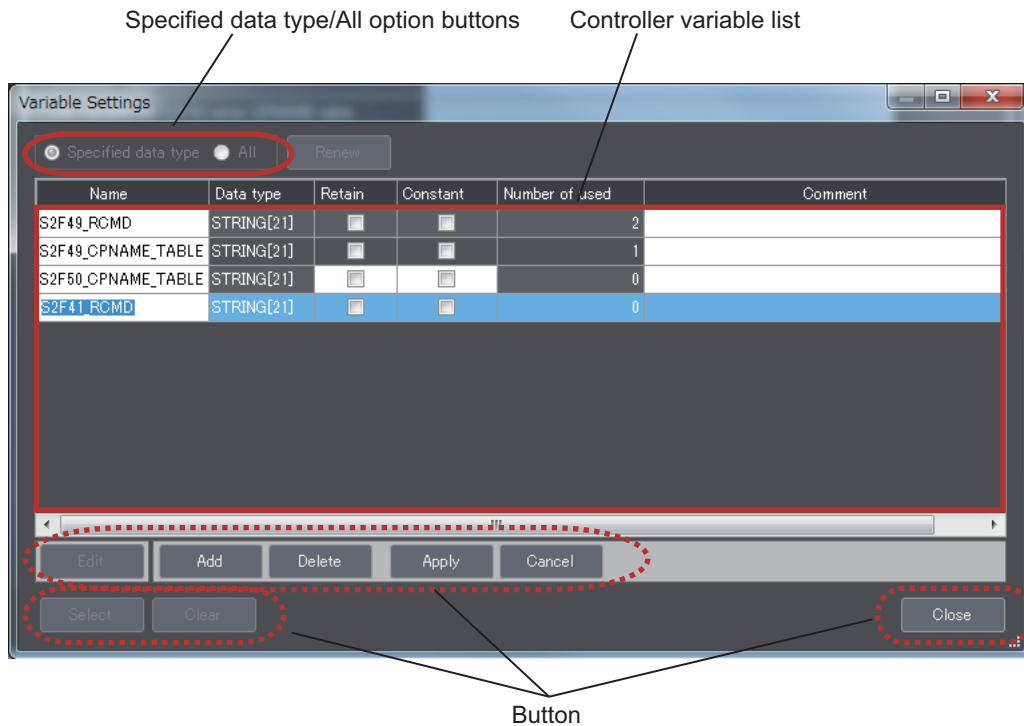 Specified data type/All option buttons Controller variable list
Variable Settings
Specified data type All Renew
Name Data type Retain Constant Number of used Comment
S2F49_RCMD STRING[21] 2
S2F49_CPNAME_TABLE STRING[21] 1
S2F50_CPNAME_TABLE STRING[21] 0
S2F41_RCMD STRING[21] 0
Edit Add Delete Apply Cancel
Select Clear Close
Button